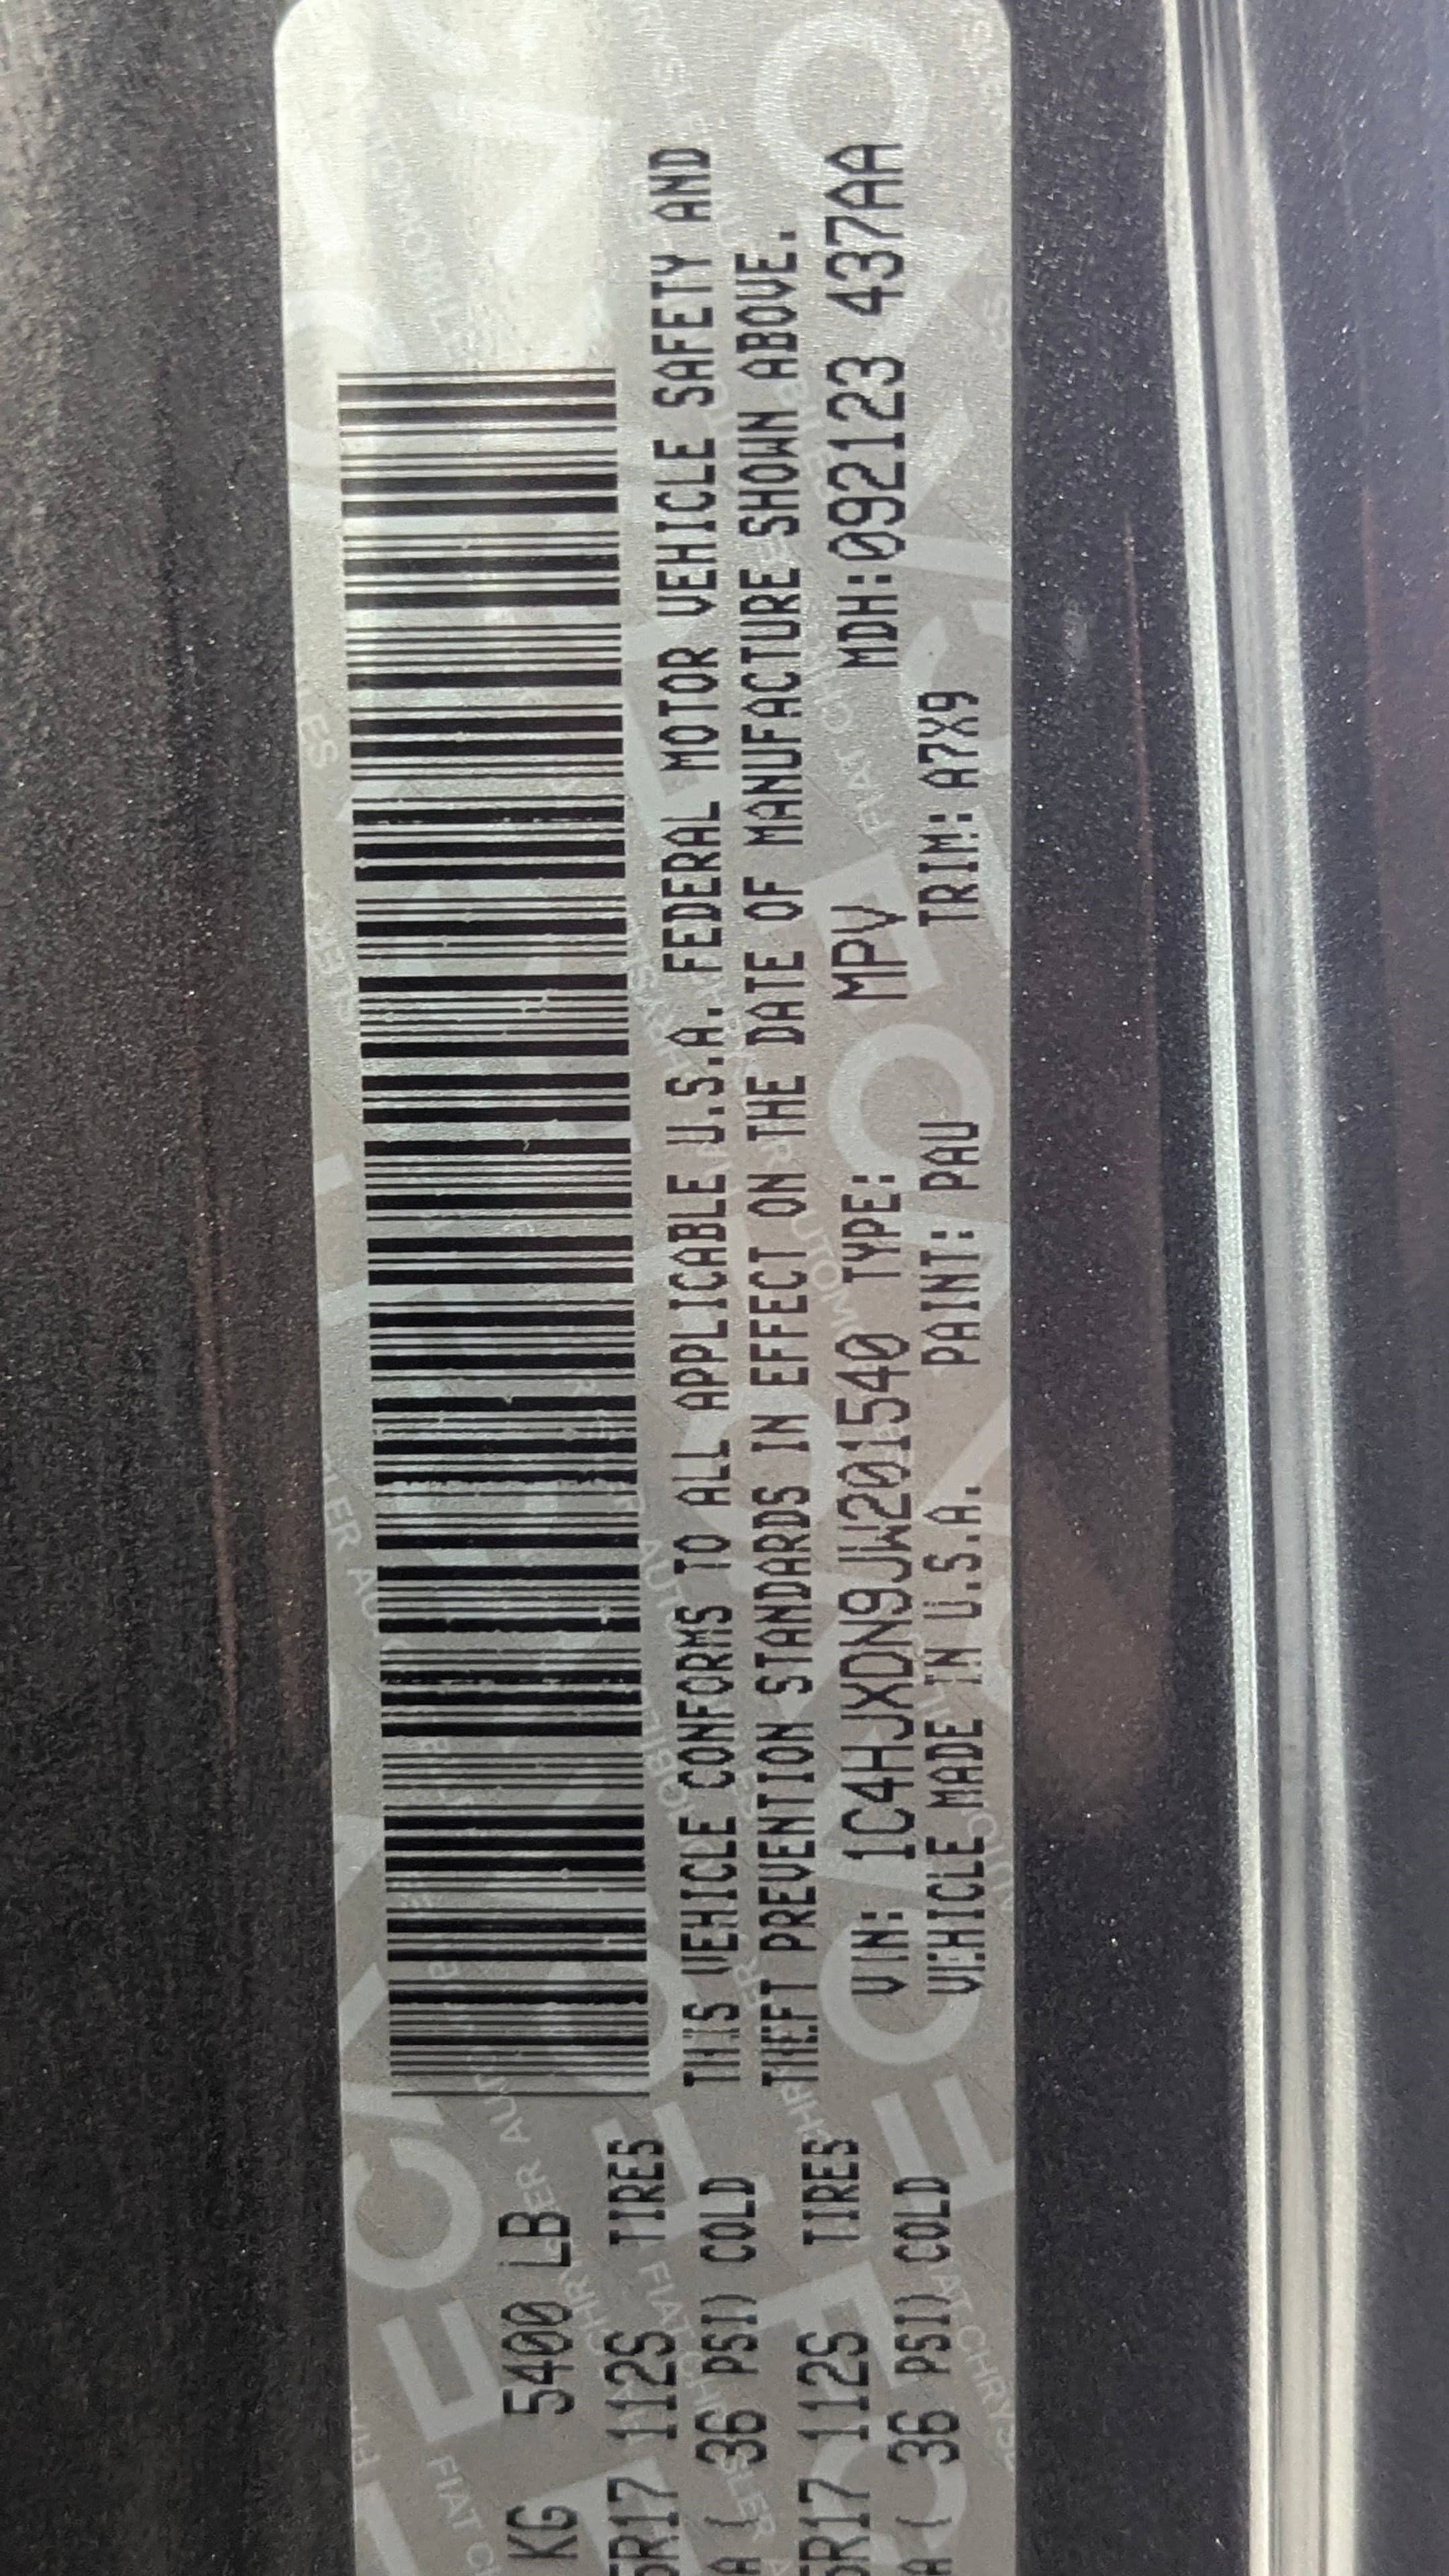 KG 5400 LB
R17 112S TIRES
( 36 PSI) COLD
R17 112S TIRES
( 36 PSI) COLD
THIS VEHICLE CONFORMS TO ALL APPLICABLE U.S.A. FEDERAL MOTOR VEHICLE SAFETY AND
THEFT PREVENTION STANDARDS IN EFFECT ON THE DATE OF MANUFACTURE SHOWN ABOVE.
VIN: 1C4HJXDN9JW201540 TYPE: MPV MDH:092123 437AA
VEHICLE MADE IN U.S.A. PAINT: PAU TRIM: A7X9